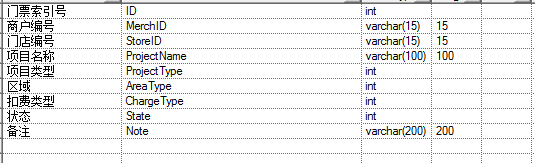 门票索引号 ID int
商户编号 MerchID varchar(15) 15
门店编号 StoreID varchar(15) 15
项目名称 ProjectName varchar(100) 100
项目类型 ProjectType int
区域 AreaType int
扣费类型 ChargeType int
状态 State int
备注 Note varchar(200) 200